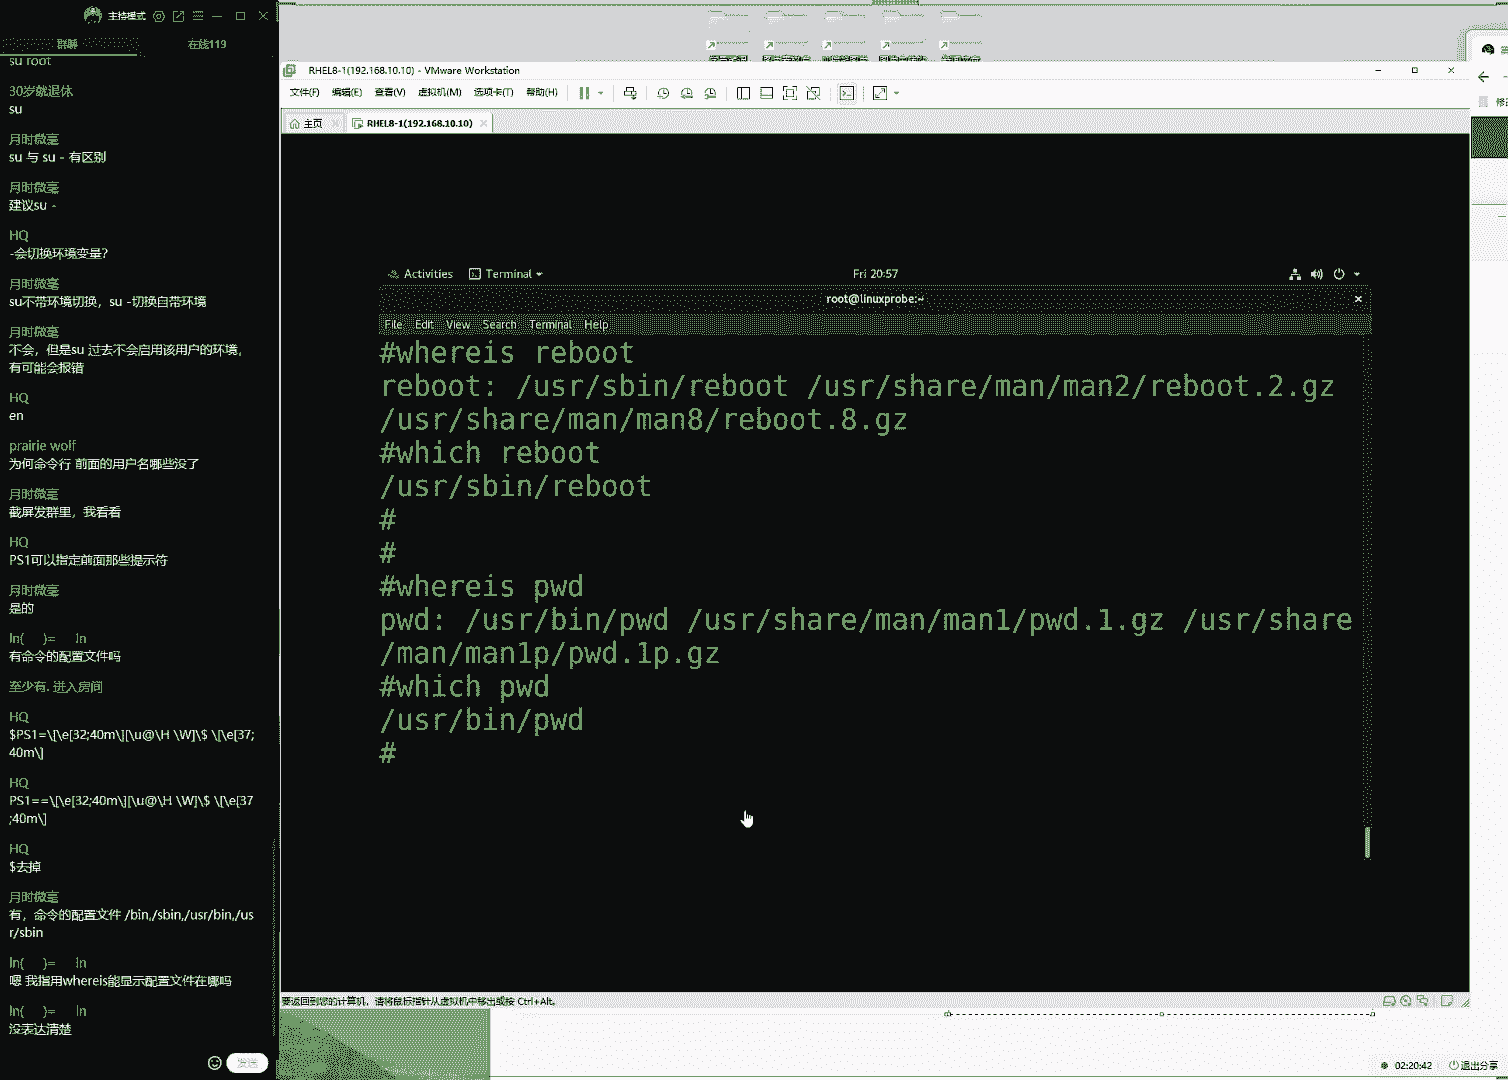 主持模式
群聊
在线119
su root
30岁就退休
su
月时微毫
su 与 su - 有区别
月时微毫
建议su -
HQ
-会切换环境变量?
月时微毫
su不带环境切换，su -切换自带环境
月时微毫
不会，但是su 过去不会启用该用户的环境，
有可能会报错
HQ
en
prairie wolf
为何命令行 前面的用户名哪些没了
月时微毫
截屏发群里，我看看
HQ
PS1可以指定前面那些提示符
月时微毫
是的
ln( )= ln
有命令的配置文件吗
至少有. 进入房间
HQ
$PS1=\[\e[32;40m\][\u@\H \W]\$ \[\e[37;
40m\]
HQ
PS1==\[\e[32;40m\][\u@\H \W]\$ \[\e[37
;40m\]
HQ
$去掉
月时微毫
有，命令的配置文件 /bin,/sbin,/usr/bin,/us
r/sbin
ln( )= ln
嗯 我指用whereis能显示配置文件在哪吗
ln( )= ln
没表达清楚
发送
RHEL8-1(192.168.10.10) - VMware Workstation
文件(F) 编辑(E) 查看(V) 虚拟机(M) 选项卡(T) 帮助(H)
主页
RHEL8-1(192.168.10.10)
Activities
Terminal
Fri 20:57
root@linuxprobe:~
File Edit View Search Terminal Help
#whereis reboot
reboot: /usr/sbin/reboot /usr/share/man/man2/reboot.2.gz
/usr/share/man/man8/reboot.8.gz
#which reboot
/usr/sbin/reboot
#
#
#whereis pwd
pwd: /usr/bin/pwd /usr/share/man/man1/pwd.1.gz /usr/share
/man/man1p/pwd.1p.gz
#which pwd
/usr/bin/pwd
#
要返回到您的计算机，请将鼠标指针从虚拟机中移出或按 Ctrl+Alt。
02:20:42
退出分享